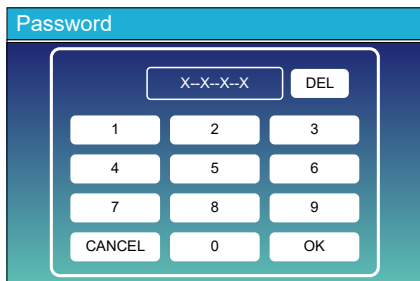 Password
X--X--X--X DEL
1 2 3
4 5 6
7 8 9
CANCEL 0 OK